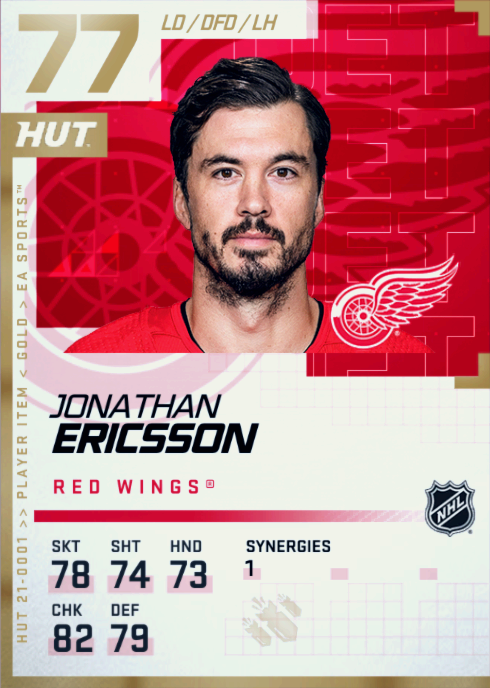 77
LD / DFD / LH
HUT
HUT 21-0001 >> PLAYER ITEM < GOLD > EA SPORTS™
JONATHAN
ERICSSON
RED WINGS®
NHL
SKT SHT HND
78 74 73
CHK DEF
82 79
SYNERGIES
1